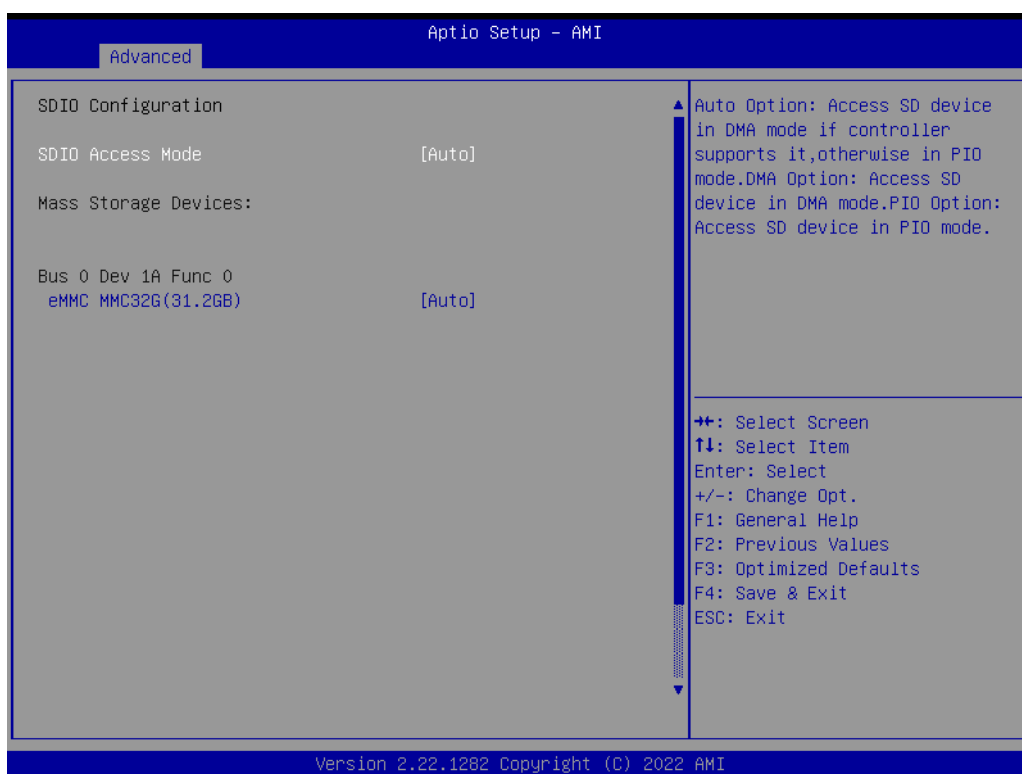 Aptio Setup – AMI
Advanced
SDIO Configuration
SDIO Access Mode [Auto]
Mass Storage Devices:
Bus 0 Dev 1A Func 0
eMMC MMC32G(31.2GB) [Auto]
Auto Option: Access SD device
in DMA mode if controller
supports it,otherwise in PIO
mode.DMA Option: Access SD
device in DMA mode.PIO Option:
Access SD device in PIO mode.
→←: Select Screen
↑↓: Select Item
Enter: Select
+/-: Change Opt.
F1: General Help
F2: Previous Values
F3: Optimized Defaults
F4: Save & Exit
ESC: Exit
Version 2.22.1282 Copyright (C) 2022 AMI